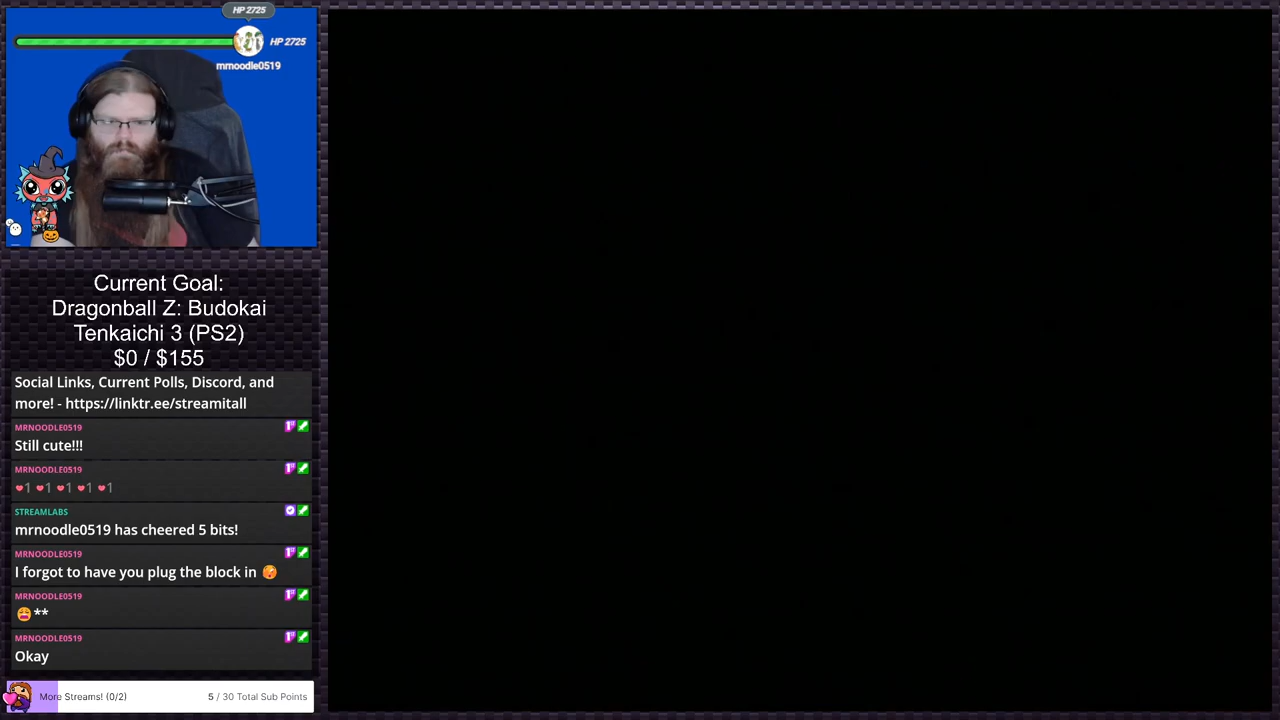 HP 2725
HP 2725
mrnoodle0519
Current Goal:
Dragonball Z: Budokai
Tenkaichi 3 (PS2)
$0 / $155
Social Links, Current Polls, Discord, and
more! - https://linktr.ee/streamitall
MRNOODLE0519
Still cute!!!
MRNOODLE0519
1 1 1 1 1
STREAMLABS
mrnoodle0519 has cheered 5 bits!
MRNOODLE0519
I forgot to have you plug the block in
MRNOODLE0519
**
MRNOODLE0519
Okay
More Streams! (0/2) 5 / 30 Total Sub Points